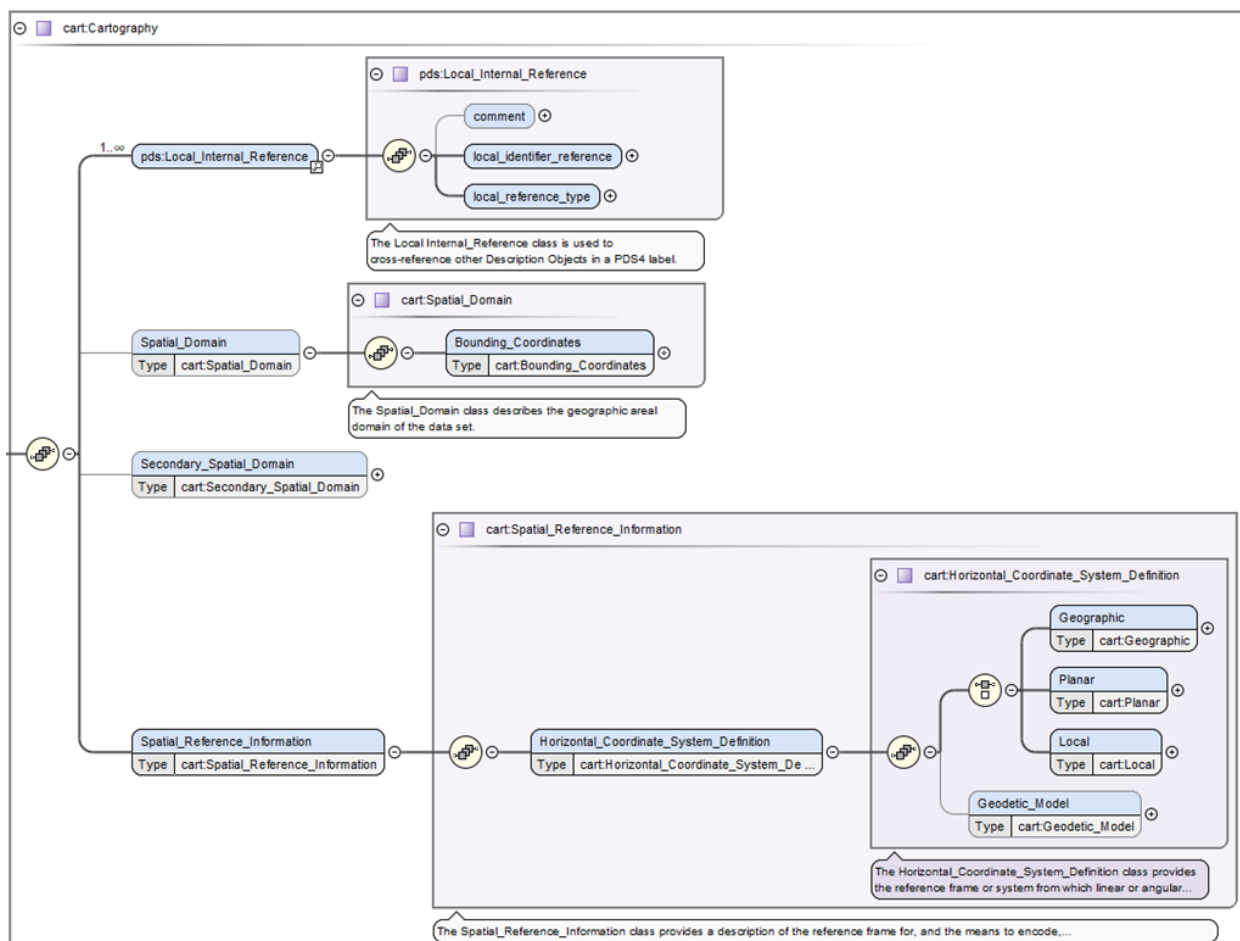 cart:Cartography
pds:Local_Internal_Reference
comment
1..∞
pds:Local_Internal_Reference
local_identifier_reference
local_reference_type
The Local Internal_Reference class is used to
cross-reference other Description Objects in a PDS4 label.
cart:Spatial_Domain
Spatial_Domain
Type cart:Spatial_Domain
Bounding_Coordinates
Type cart:Bounding_Coordinates
The Spatial_Domain class describes the geographic areal
domain of the data set.
Secondary_Spatial_Domain
Type cart:Secondary_Spatial_Domain
cart:Spatial_Reference_Information
cart:Horizontal_Coordinate_System_Definition
Geographic
Type cart:Geographic
Planar
Type cart:Planar
Spatial_Reference_Information
Type cart:Spatial_Reference_Information
Horizontal_Coordinate_System_Definition
Type cart:Horizontal_Coordinate_System_De ...
Local
Type cart:Local
Geodetic_Model
Type cart:Geodetic_Model
The Horizontal_Coordinate_System_Definition class provides
the reference frame or system from which linear or angular...
The Spatial_Reference_Information class provides a description of the reference frame for, and the means to encode,...